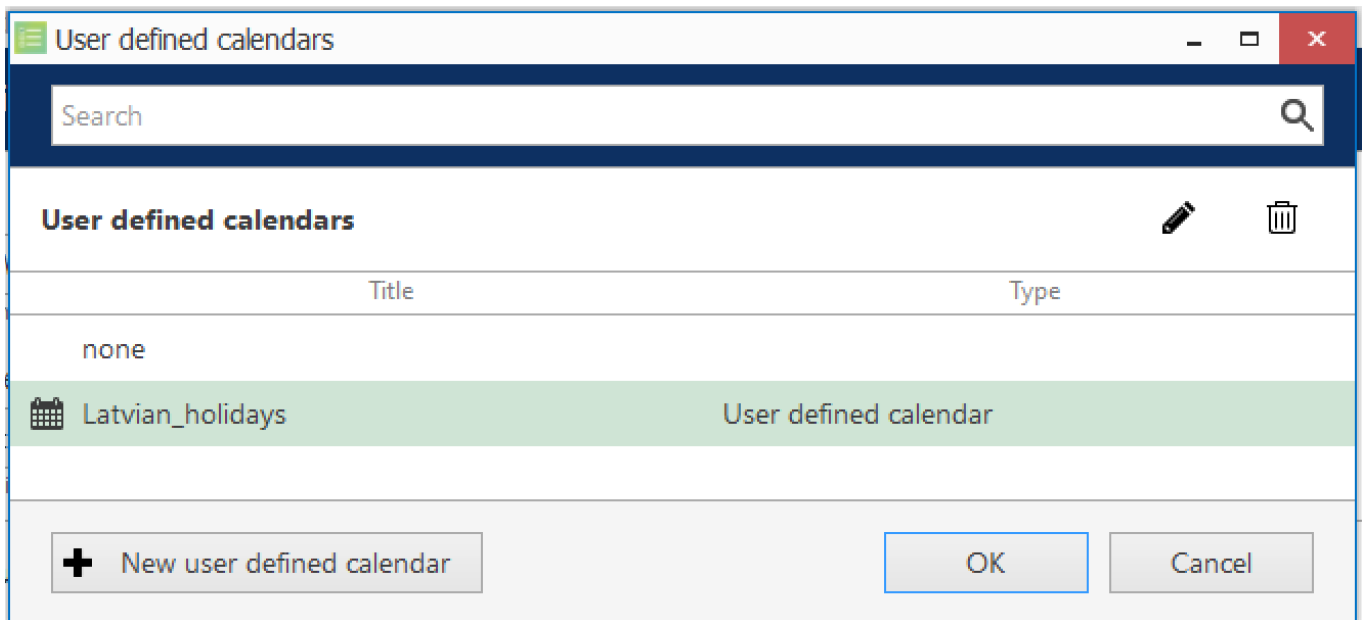 User defined calendars
Search
User defined calendars
Title Type
none
Latvian_holidays User defined calendar
New user defined calendar OK Cancel